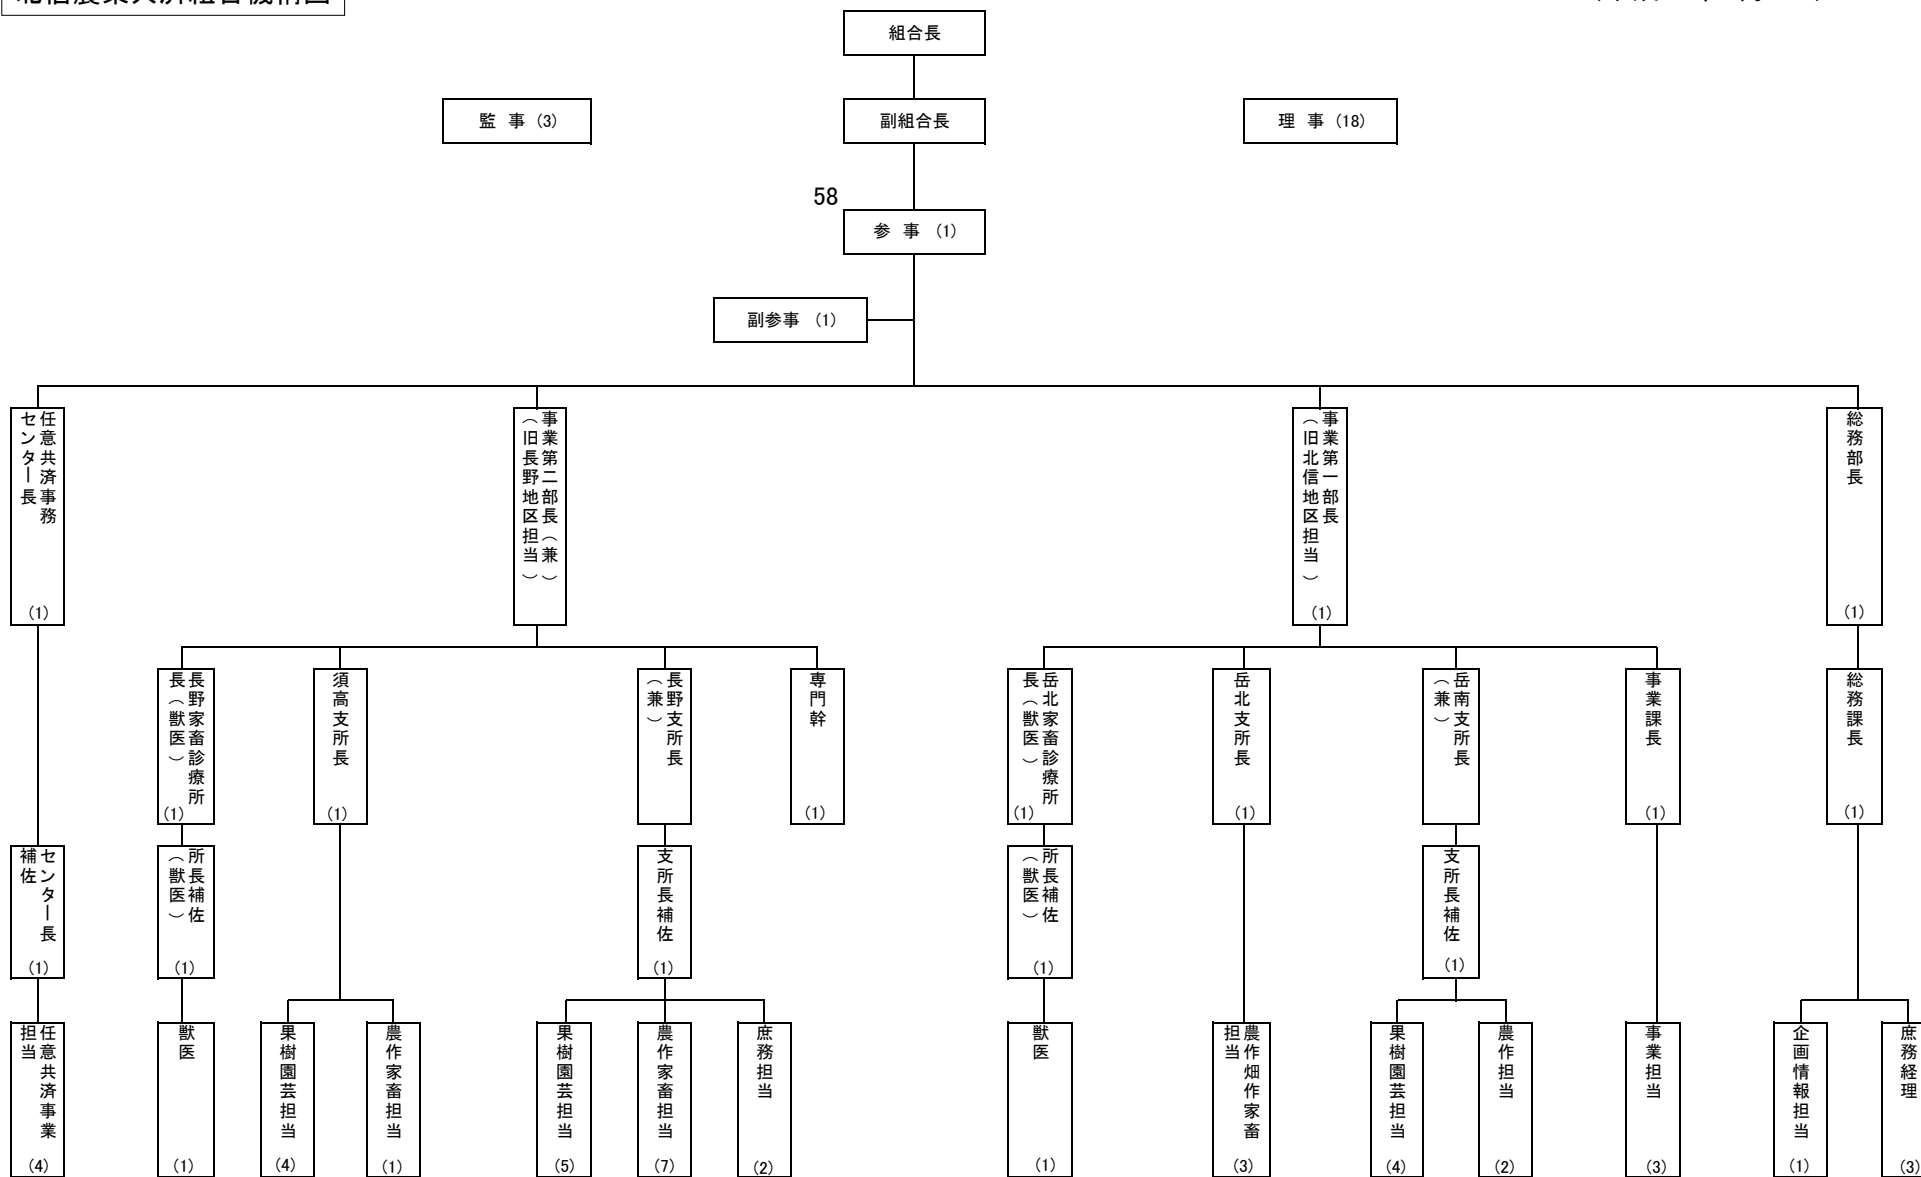 組合長
監 事 (3)
副組合長
理 事 (18)
58
参 事 (1)
副参事 (1)
任意共済事務
センター長
(1)
事業第二部長(兼)
(旧長野地区担当)
事業第一部長
(旧北信地区担当)
(1)
総務部長
(1)
長野家畜診療所
長(獣医)
(1)
須高支所長
(1)
長野支所長
(兼)
専門幹
(1)
岳北家畜診療所
長(獣医)
(1)
岳北支所長
(1)
岳南支所長
(兼)
事業課長
(1)
総務課長
(1)
センター長
補佐
(1)
所長補佐
(獣医)
(1)
支所長補佐
(1)
所長補佐
(獣医)
(1)
支所長補佐
(1)
任意共済事業
担当
(4)
獣医
(1)
果樹園芸担当
(4)
農作家畜担当
(1)
果樹園芸担当
(5)
農作家畜担当
(7)
庶務担当
(2)
獣医
(1)
農作畑作家畜
担当
(3)
果樹園芸担当
(4)
農作担当
(2)
事業担当
(3)
企画情報担当
(1)
庶務経理
(3)